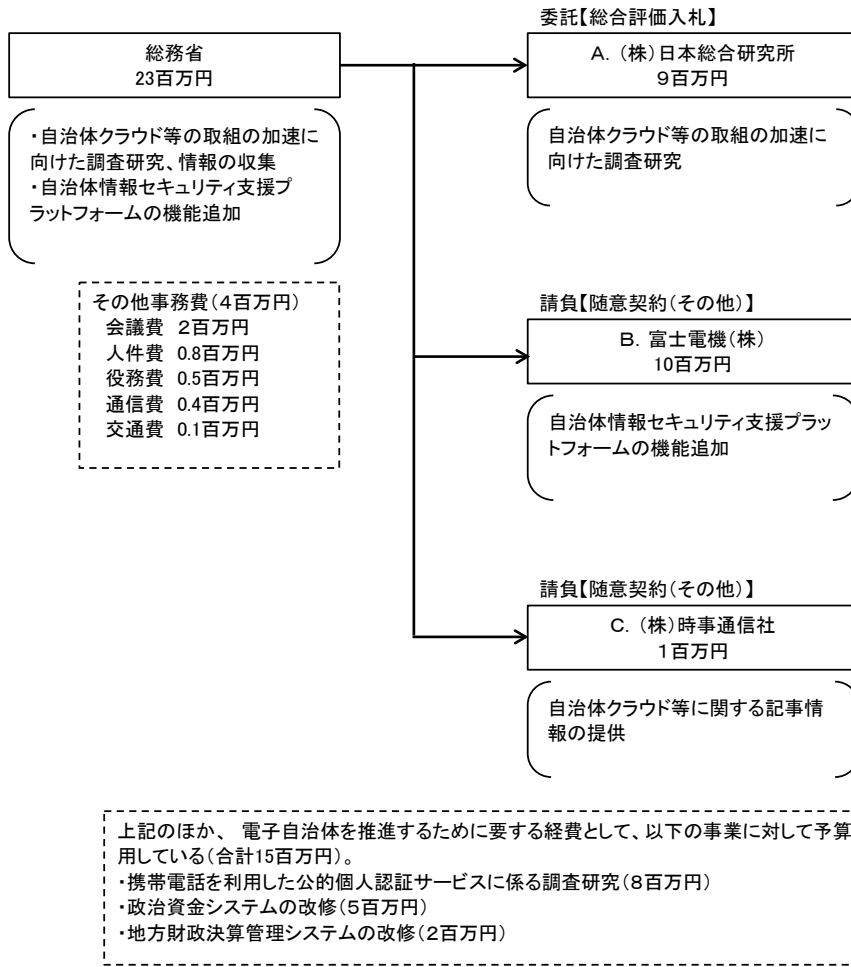 総務省
23百万円
・自治体クラウド等の取組の加速に
向けた調査研究、情報の収集
・自治体情報セキュリティ支援プ
ラットフォームの機能追加
その他事務費(4百万円)
会議費 2百万円
人件費 0.8百万円
役務費 0.5百万円
通信費 0.4百万円
交通費 0.1百万円
委託【総合評価入札】
A.(株)日本総合研究所
9百万円
自治体クラウド等の取組の加速に
向けた調査研究
請負【随意契約(その他)】
B.富士電機(株)
10百万円
自治体情報セキュリティ支援プラッ
トフォームの機能追加
請負【随意契約(その他)】
C.(株)時事通信社
1百万円
自治体クラウド等に関する記事情
報の提供
上記のほか、 電子自治体を推進するために要する経費として、以下の事業に対して予算
用している(合計15百万円)。
・携帯電話を利用した公的個人認証サービスに係る調査研究(8百万円)
・政治資金システムの改修(5百万円)
・地方財政決算管理システムの改修(2百万円)